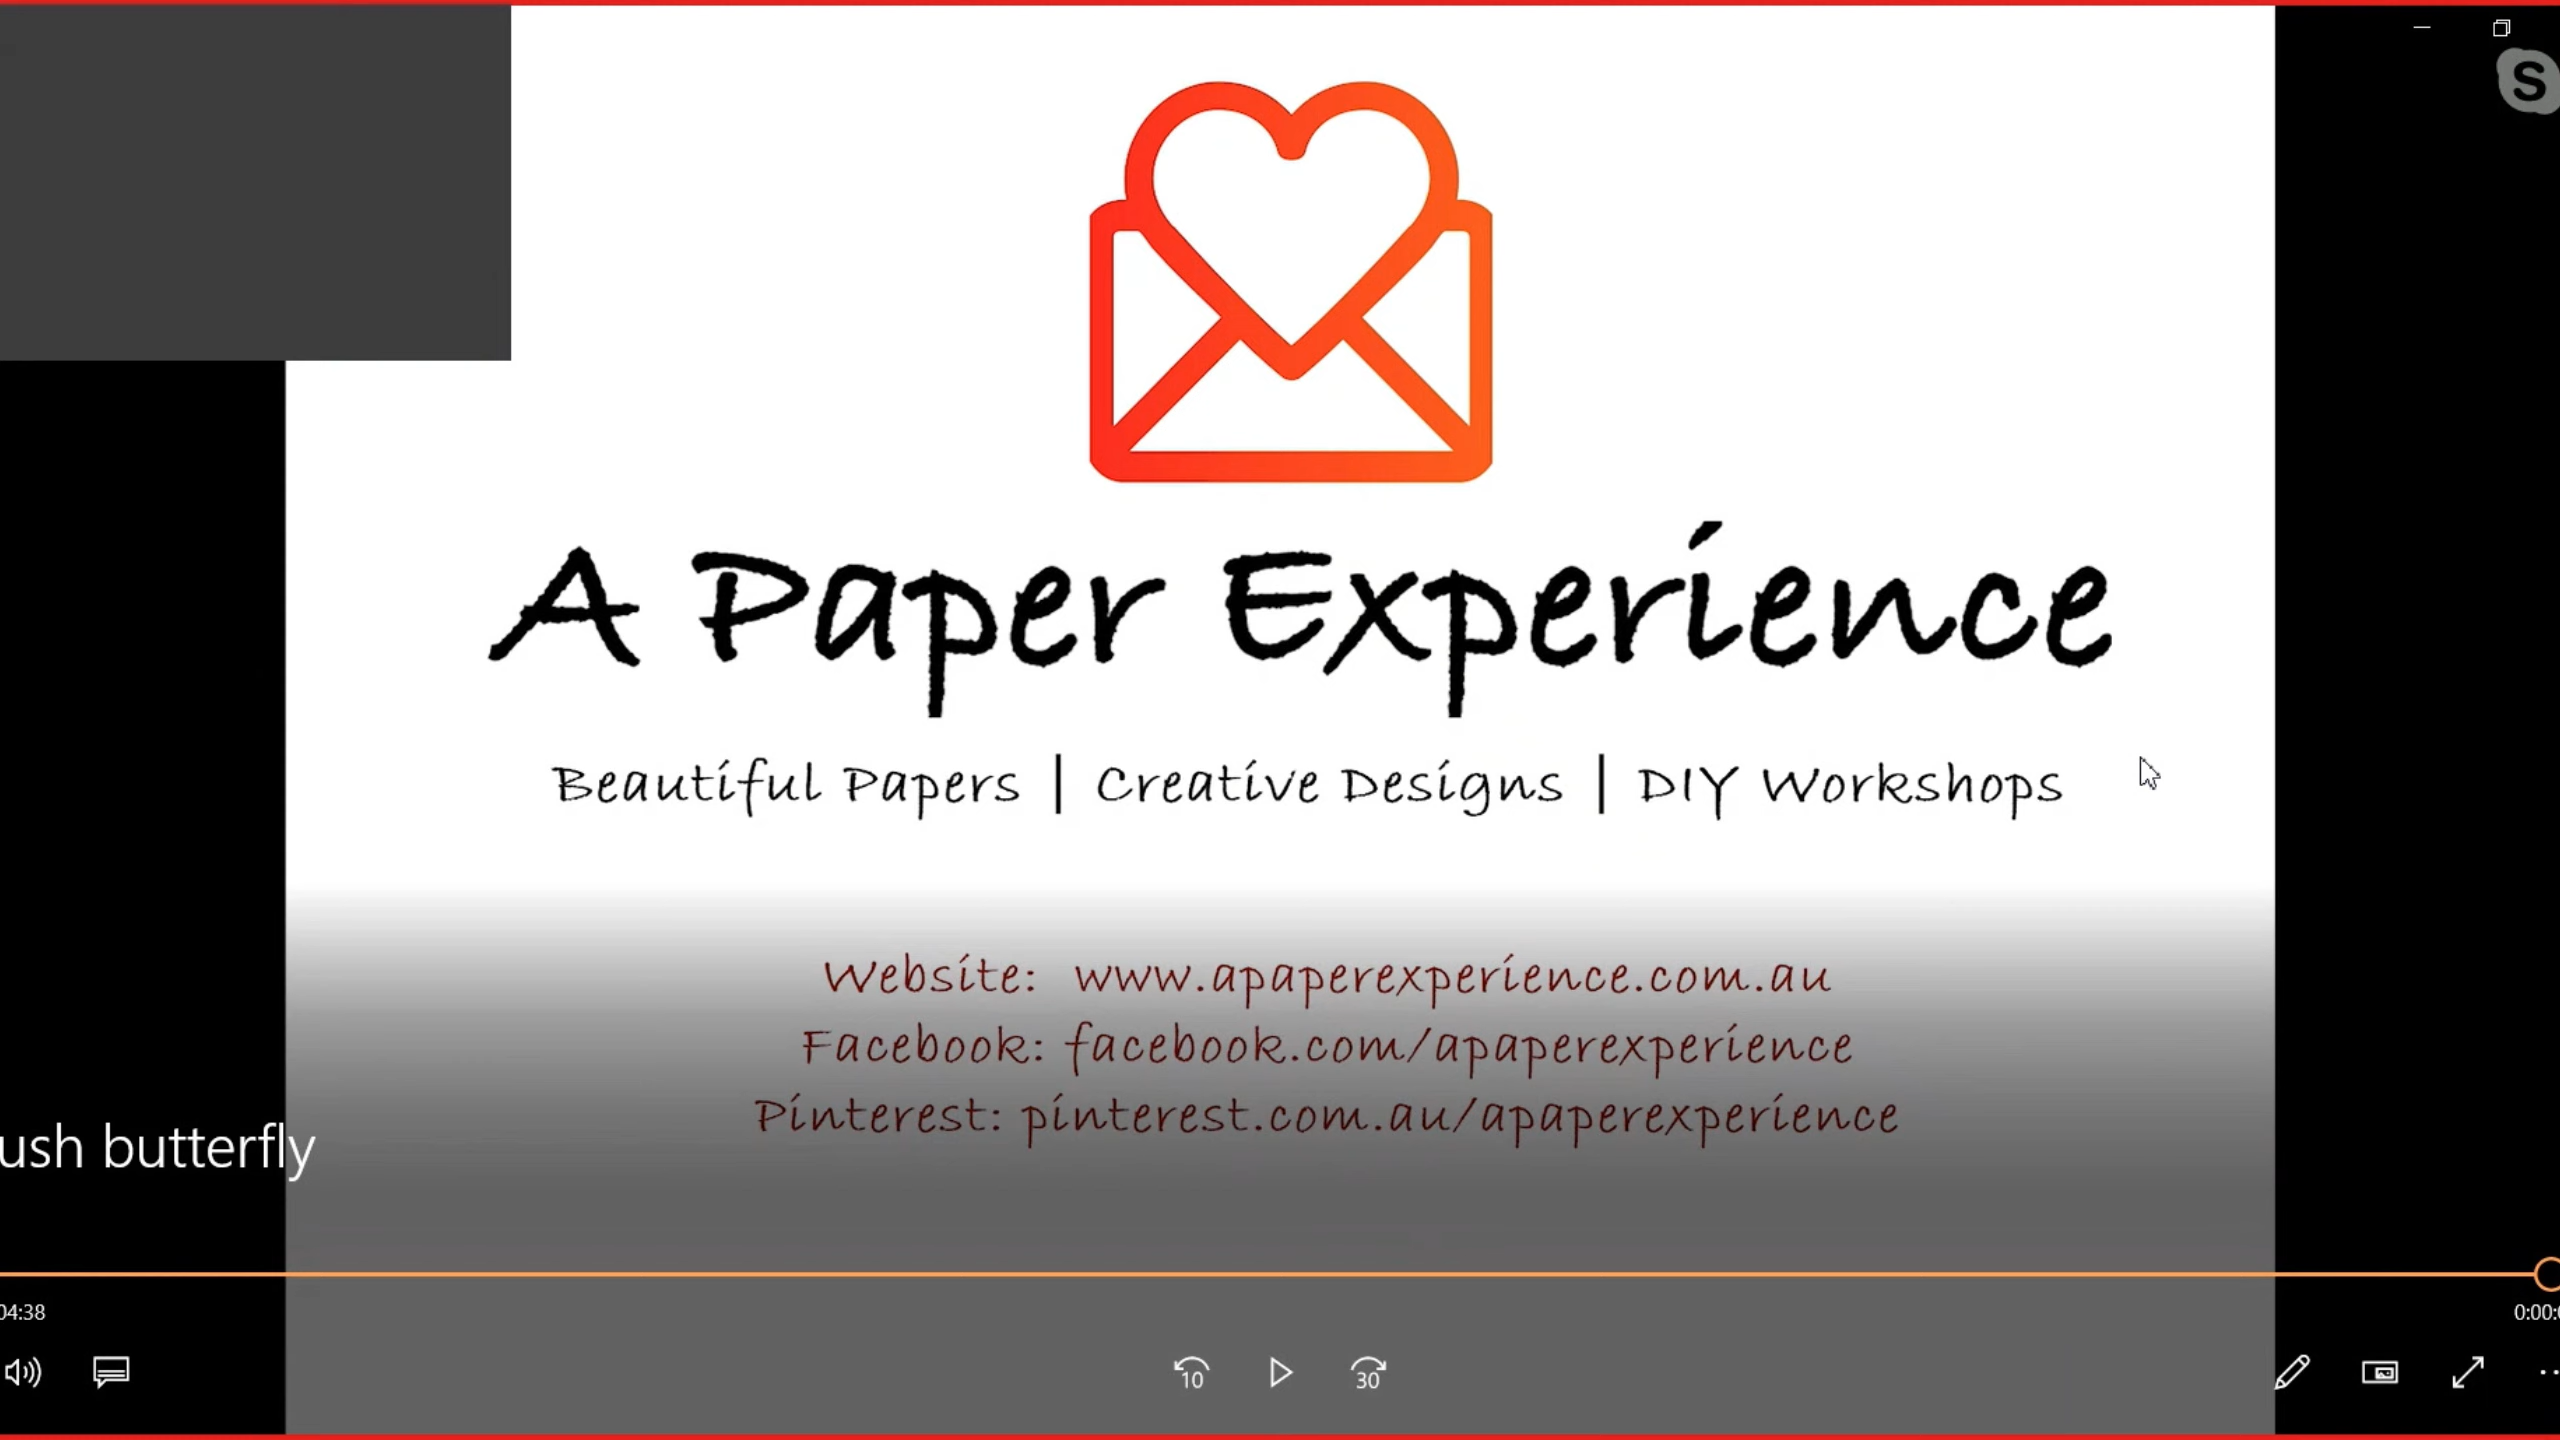 S
A Paper Experience
Beautiful Papers | Creative Designs | DIY Workshops
Website: www.apaperexperience.com.au
Facebook: facebook.com/apaperexperience
Pinterest: pinterest.com.au/apaperexperience
butterfly
04:38
10
30